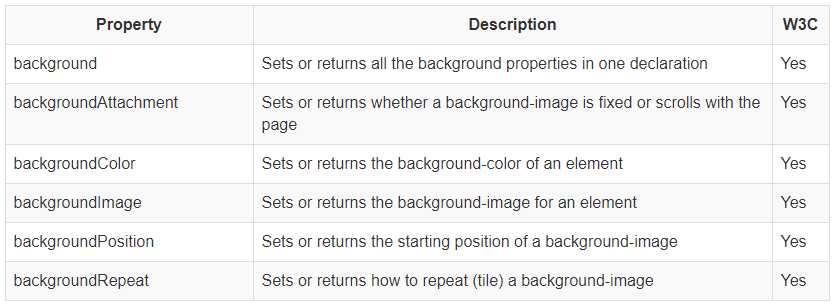 Property Description W3C
background Sets or returns all the background properties in one declaration Yes
backgroundAttachment Sets or returns whether a background-image is fixed or scrolls with the Yes
page
backgroundColor Sets or returns the background-color of an element Yes
backgroundImage Sets or returns the background-image for an element Yes
backgroundPosition Sets or returns the starting position of a background-image Yes
backgroundRepeat Sets or returns how to repeat (tile) a background-image Yes